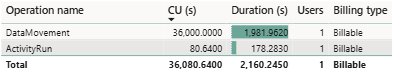 Operation name CU (s) Duration (s) Users Billing type
DataMovement 36,000.0000 1,981.9620 1 Billable
ActivityRun 80.6400 178.2830 1 Billable
Total 36,080.6400 2,160.2450 1 Billable